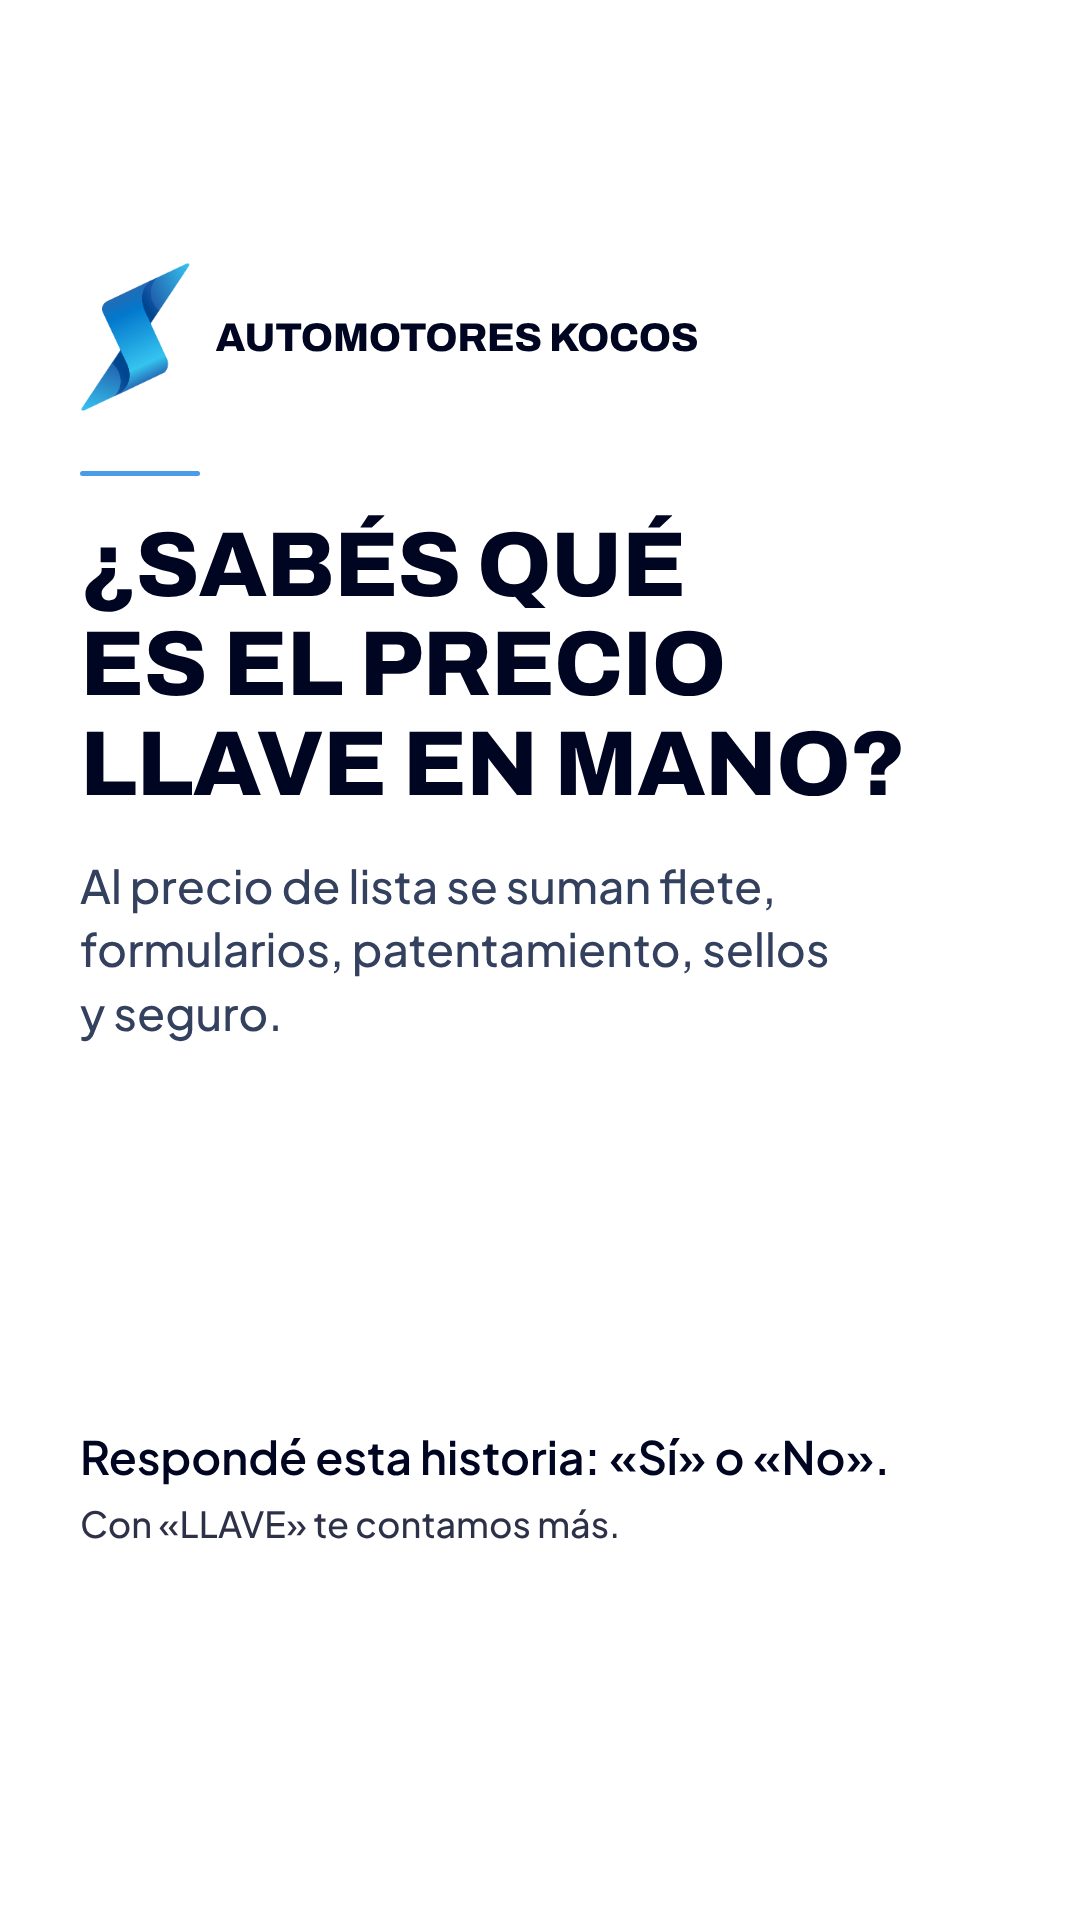 AUTOMOTORES KOCOS
¿SABÉS QUÉ
ES EL PRECIO
LLAVE EN MANO?
Al precio de lista se suman flete,
formularios, patentamiento, sellos
y seguro.
Respondé esta historia: «Sí» o «No».
Con «LLAVE» te contamos más.